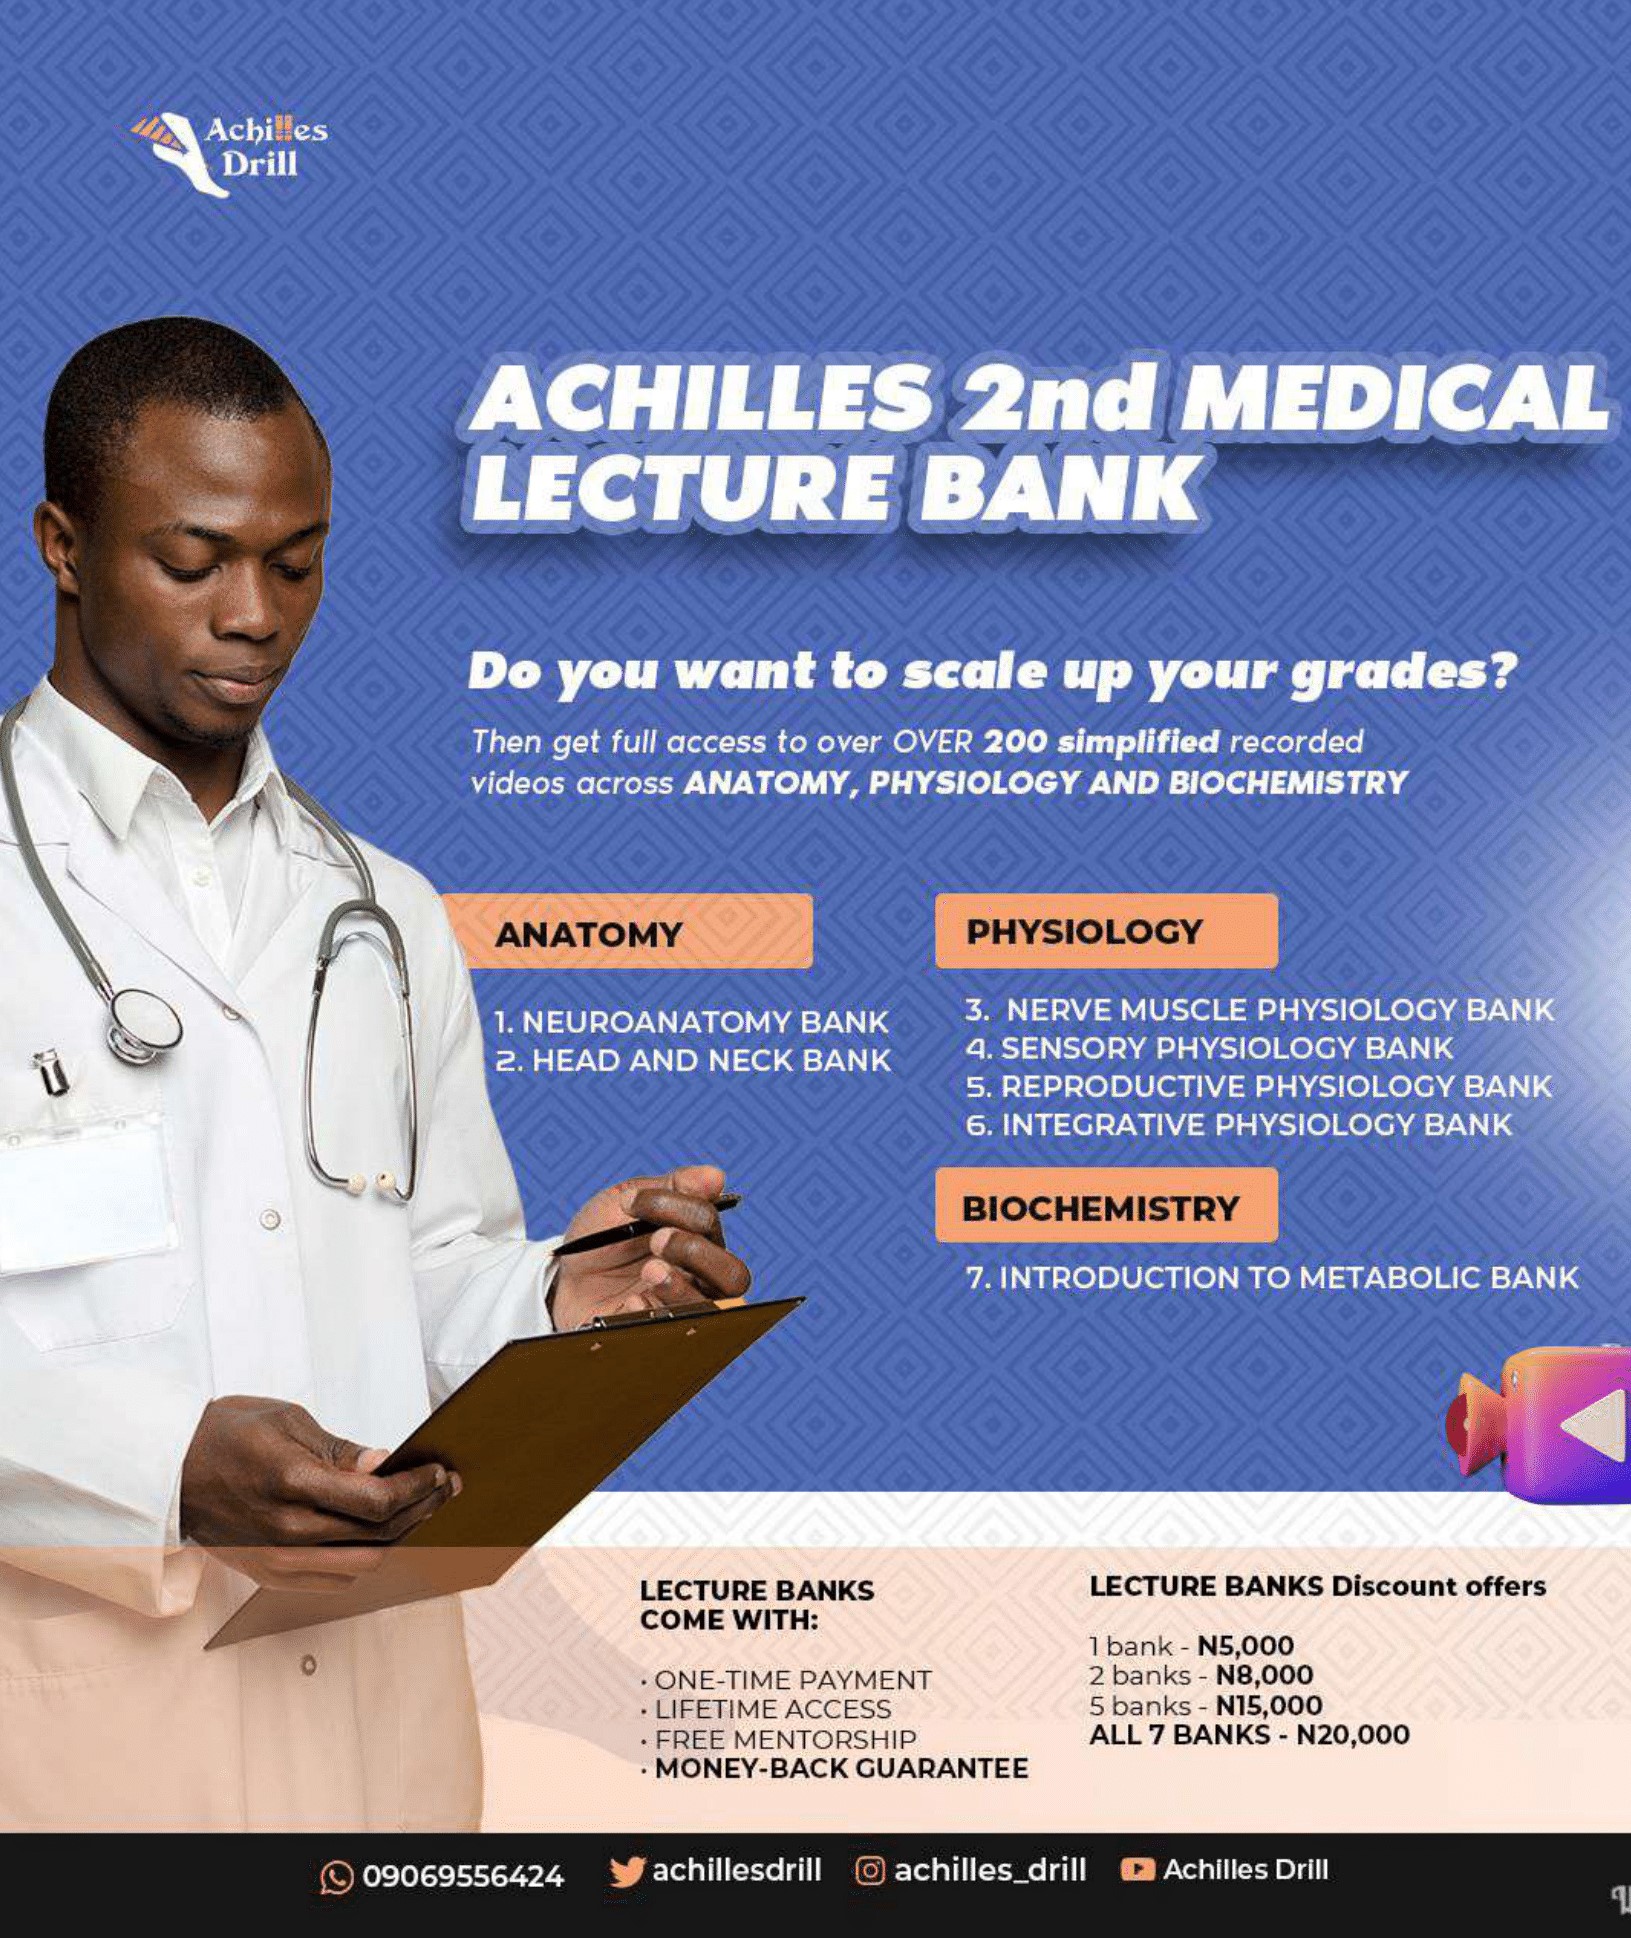 Achilles
Drill
ACHILLES 2nd MEDICAL
LECTURE BANK
Do you want to scale up your grades?
Then get full access to over OVER 200 simplified recorded
videos across ANATOMY, PHYSIOLOGY AND BIOCHEMISTRY
ANATOMY
1. NEUROANATOMY BANK
2. HEAD AND NECK BANK
PHYSIOLOGY
3. NERVE MUSCLE PHYSIOLOGY BANK
4. SENSORY PHYSIOLOGY BANK
5. REPRODUCTIVE PHYSIOLOGY BANK
6. INTEGRATIVE PHYSIOLOGY BANK
BIOCHEMISTRY
7. INTRODUCTION TO METABOLIC BANK
LECTURE BANKS
COME WITH:
· ONE-TIME PAYMENT
· LIFETIME ACCESS
· FREE MENTORSHIP
· MONEY-BACK GUARANTEE
LECTURE BANKS Discount offers
1 bank - N5,000
2 banks - N8,000
5 banks - N15,000
ALL 7 BANKS - N20,000
09069556424 achillesdrill achilles_drill Achilles Drill